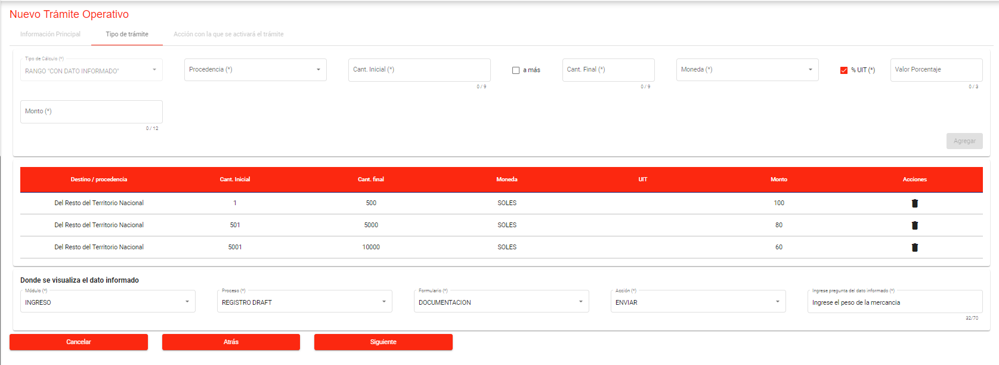 Nuevo Trámite Operativo
Información Principal Tipo de trámite Acción con la que se activará el trámite
Tipo de Cálculo (*)
RANGO "CON DATO INFORMADO" Procedencia (*) Cant. Inicial (*) a más Cant. Final (*) Moneda (*) % UIT (*) Valor Porcentaje
0 / 9 0 / 9 0 / 3
Monto (*)
0 / 12
Agregar
Destino / procedencia Cant. Inicial Cant. final Moneda UIT Monto Acciones
Del Resto del Territorio Nacional 1 500 SOLES 100
Del Resto del Territorio Nacional 501 5000 SOLES 80
Del Resto del Territorio Nacional 5001 10000 SOLES 60
Donde se visualiza el dato informado
Módulo (*) Proceso (*) Formulario (*) Acción (*) Ingrese pregunta del dato informado (*)
INGRESO REGISTRO DRAFT DOCUMENTACION ENVIAR Ingrese el peso de la mercancia
32/70
Cancelar Atrás Siguiente